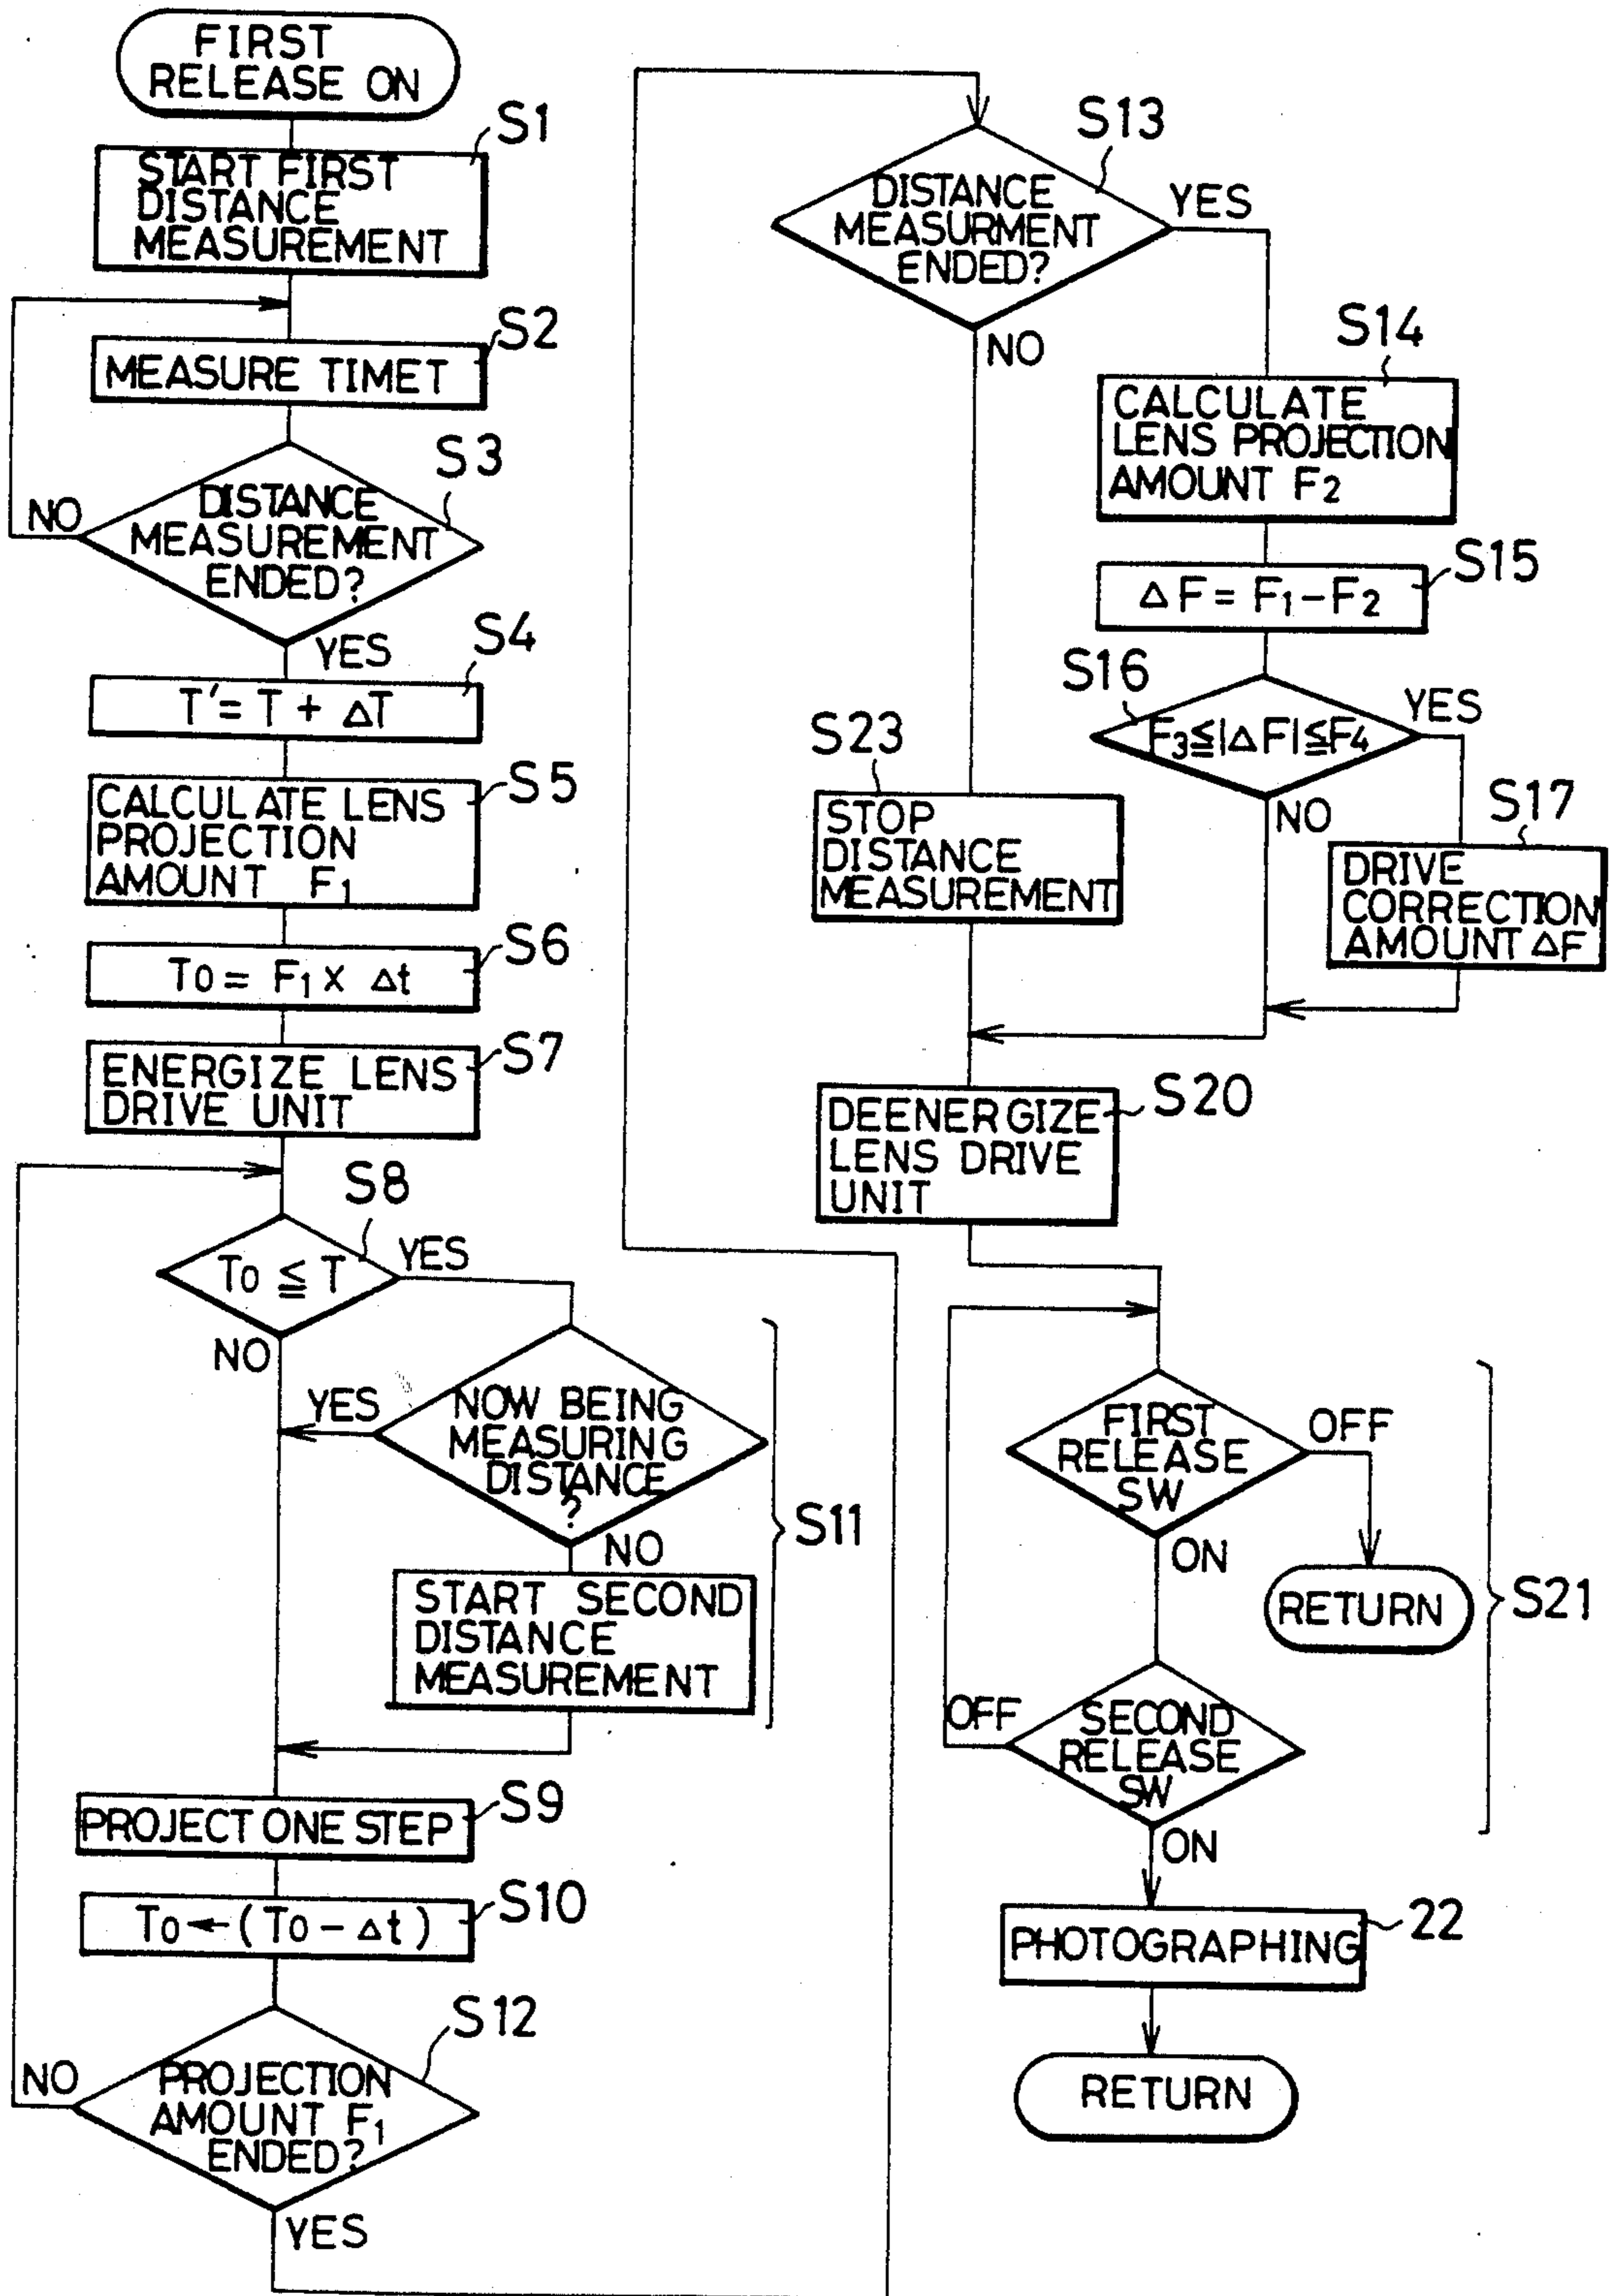 FIRST
RELEASE ON
S1
START FIRST
DISTANCE
MEASUREMENT
S2
MEASURE TIMET
S3
DISTANCE
MEASUREMENT
ENDED?
NO
YES
S4
T' = T + ΔT
S5
CALCULATE LENS
PROJECTION
AMOUNT F1
S6
T0 = F1 x Δt
S7
ENERGIZE LENS
DRIVE UNIT
S8
T0 ≦ T
YES
NO
NOW BEING
MEASURING
DISTANCE
?
YES
NO
S11
START SECOND
DISTANCE
MEASUREMENT
S9
PROJECT ONE STEP
S10
T0 ← (T0 - Δt)
S12
PROJECTION
AMOUNT F1
ENDED?
NO
YES
S13
DISTANCE
MEASURMENT
ENDED?
YES
NO
S14
CALCULATE
LENS PROJECTION
AMOUNT F2
S15
ΔF = F1 - F2
S16
F3≦|ΔF|≦F4
YES
NO
S17
DRIVE
CORRECTION
AMOUNT ΔF
S23
STOP
DISTANCE
MEASUREMENT
S20
DEENERGIZE
LENS DRIVE
UNIT
FIRST
RELEASE
SW
OFF
ON
RETURN
S21
SECOND
RELEASE
SW
OFF
ON
22
PHOTOGRAPHING
RETURN